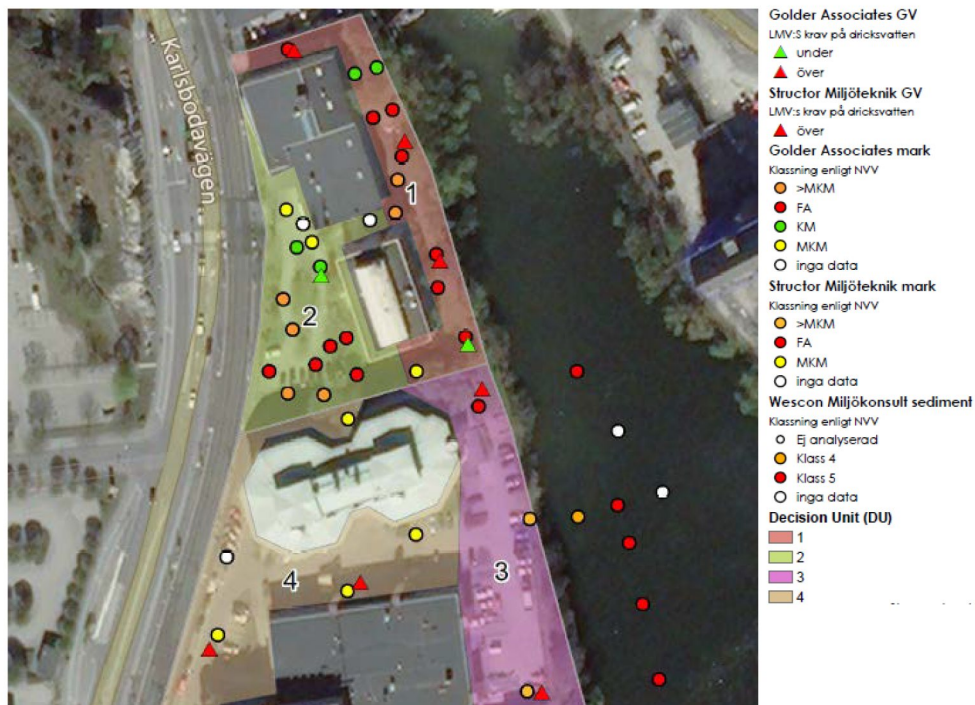 Karlsbodavägen
1
2
3
4
Golder Associates GV
LMV:S krav på dricksvatten
under
över
Structor Miljöteknik GV
LMV:s krav på dricksvatten
över
Golder Associates mark
Klassning enligt NVV
>MKM
FA
KM
MKM
inga data
Structor Miljöteknik mark
Klassning enligt NVV
>MKM
FA
MKM
inga data
Wescon Miljökonsult sediment
Klassning enligt NVV
Ej analyserad
Klass 4
Klass 5
inga data
Decision Unit (DU)
1
2
3
4